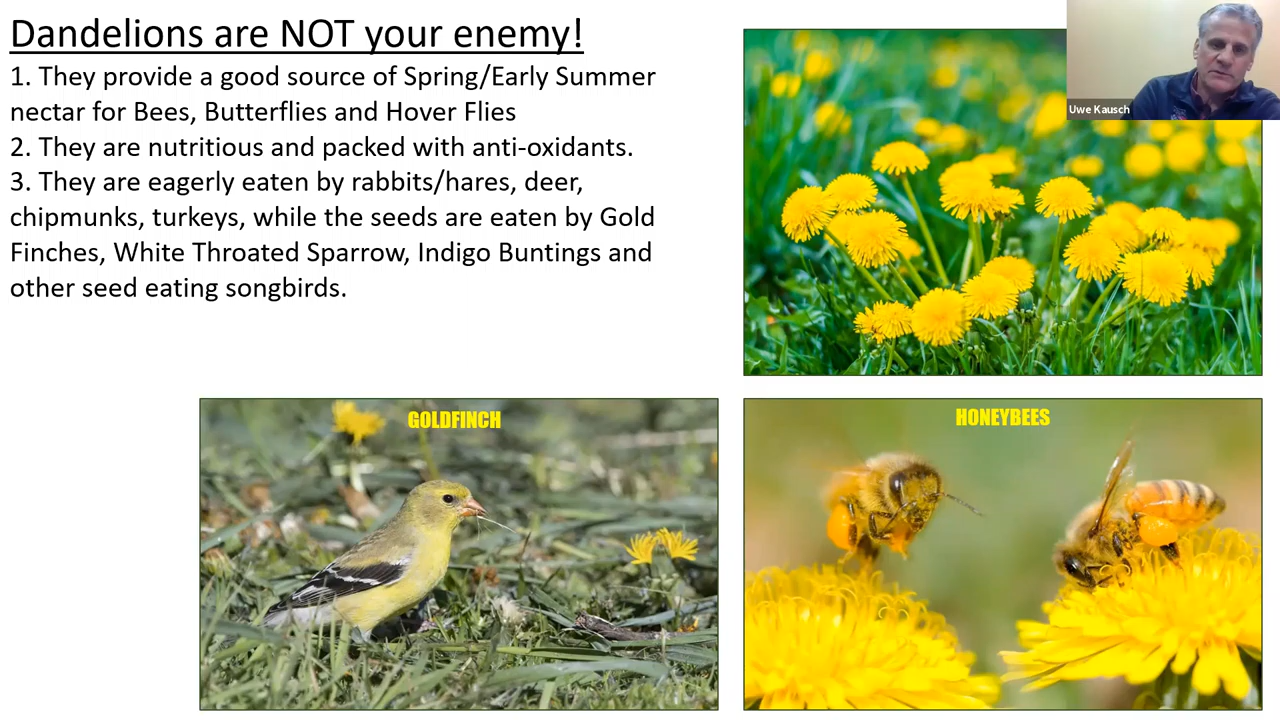 Dandelions are NOT your enemy!
1. They provide a good source of Spring/Early Summer
nectar for Bees, Butterflies and Hover Flies
2. They are nutritious and packed with anti-oxidants.
3. They are eagerly eaten by rabbits/hares, deer,
chipmunks, turkeys, while the seeds are eaten by Gold
Finches, White Throated Sparrow, Indigo Buntings and
other seed eating songbirds.
Uwe Kausch
GOLDFINCH
HONEYBEES